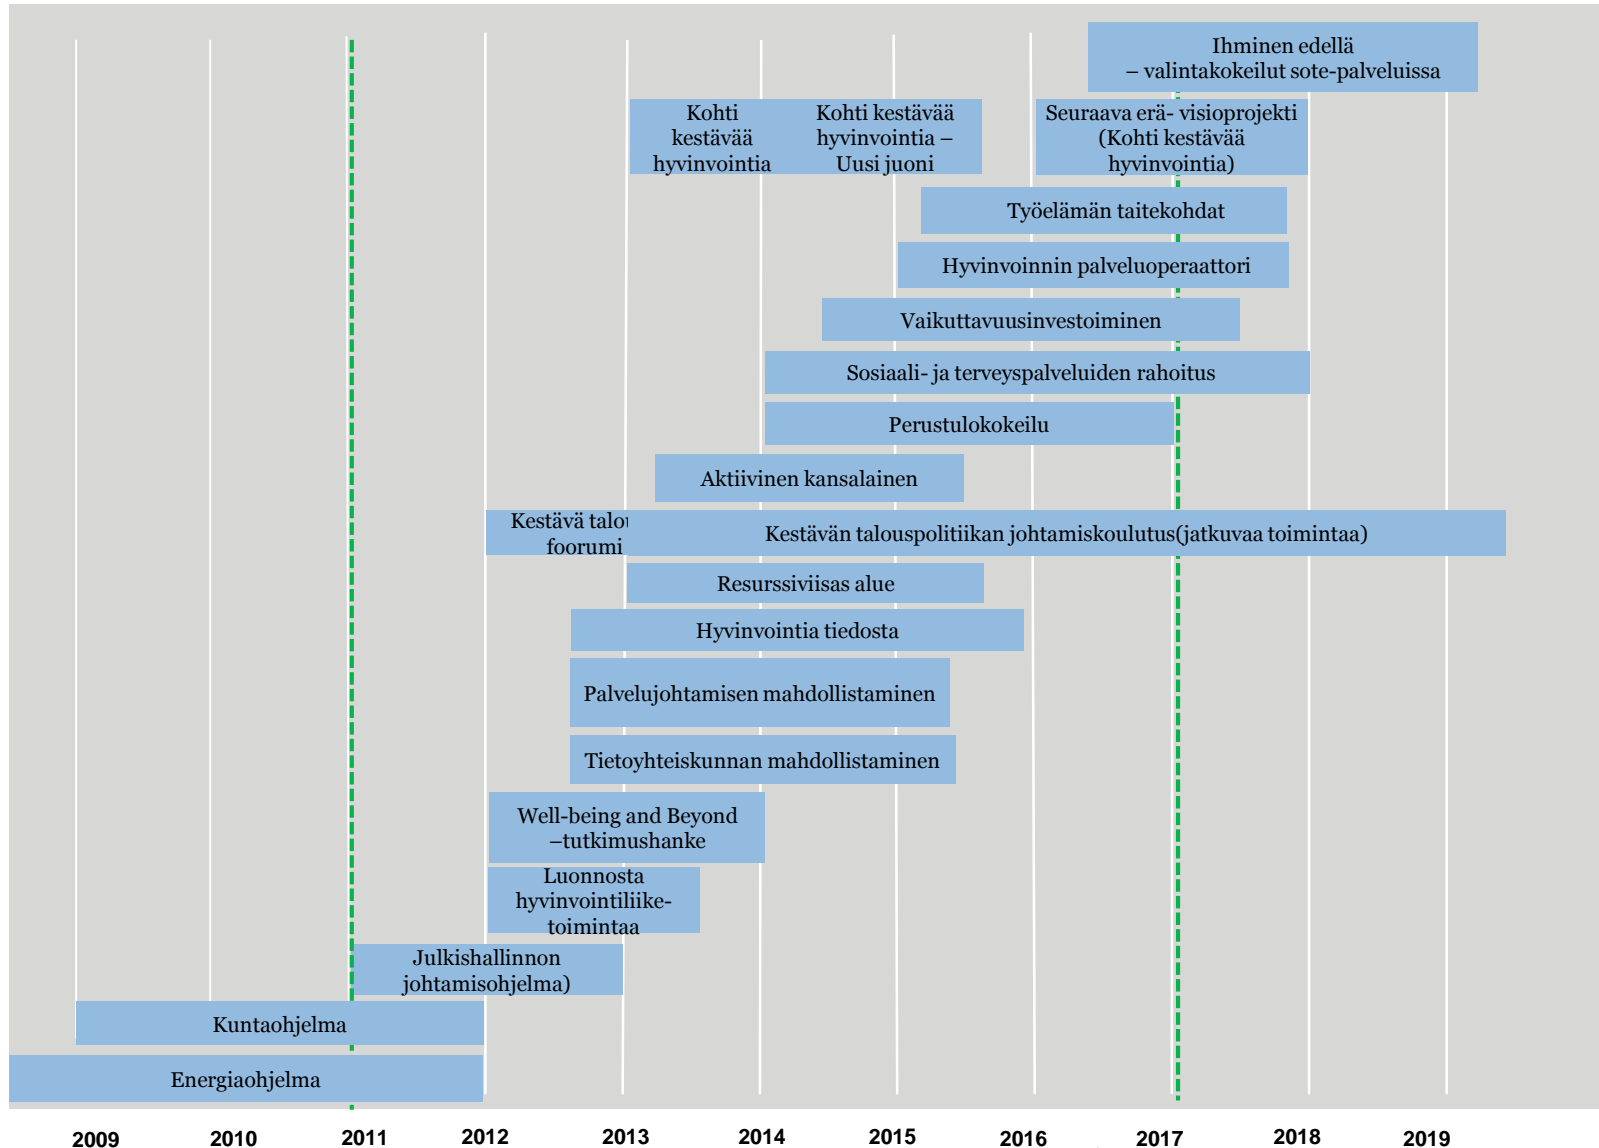 Ihminen edellä
– valintakokeilut sote-palveluissa
Kohti
kestävää
hyvinvointia
Kohti kestävää
hyvinvointia –
Uusi juoni
Seuraava erä- visioprojekti
(Kohti kestävää
hyvinvointia)
Työelämän taitekohdat
Hyvinvoinnin palveluoperaattori
Vaikuttavuusinvestoiminen
Sosiaali- ja terveyspalveluiden rahoitus
Perustulokokeilu
Aktiivinen kansalainen
Kestävä talou
foorumi
Kestävän talouspolitiikan johtamiskoulutus(jatkuvaa toimintaa)
Resurssiviisas alue
Hyvinvointia tiedosta
Palvelujohtamisen mahdollistaminen
Tietoyhteiskunnan mahdollistaminen
Well-being and Beyond
–tutkimushanke
Luonnosta
hyvinvointiliike-
toimintaa
Julkishallinnon
johtamisohjelma)
Kuntaohjelma
Energiaohjelma
2009 2010 2011 2012 2013 2014 2015 2016 2017 2018 2019